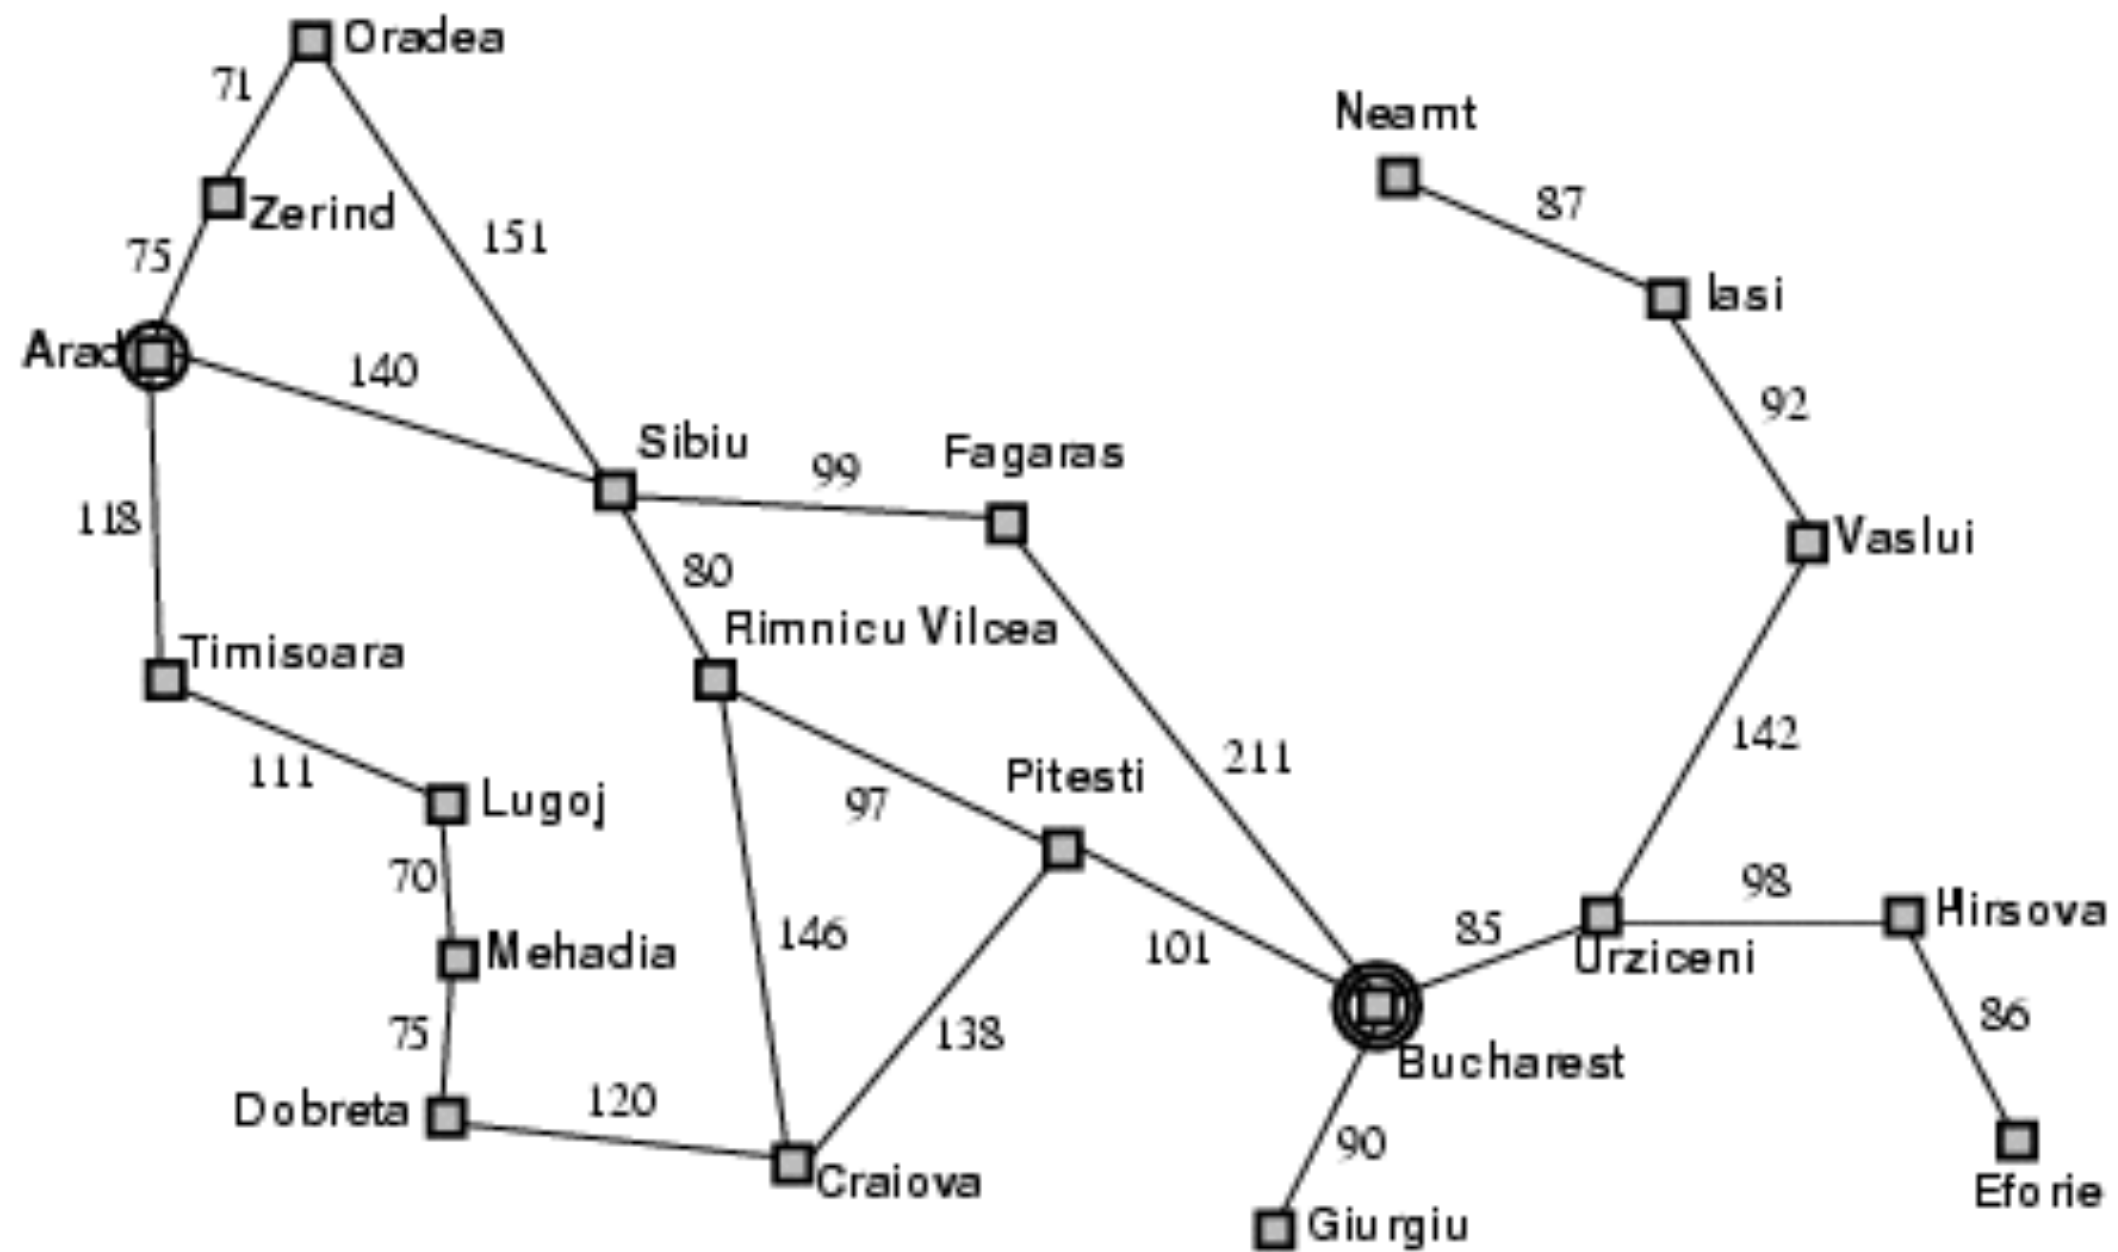 Oradea
71
Neamt
87
Zerind
151
75
Iasi
Arad
140
92
Sibiu
99
Fagaras
118
Vaslui
80
Rimnicu Vilcea
Timisoara
142
211
111
Pitesti
Lugoj
97
70
98
Hirsova
85
146
101
Mehadia
Urziceni
86
75
138
Bucharest
120
Dobreta
90
Craiova
Eforie
Giurgiu